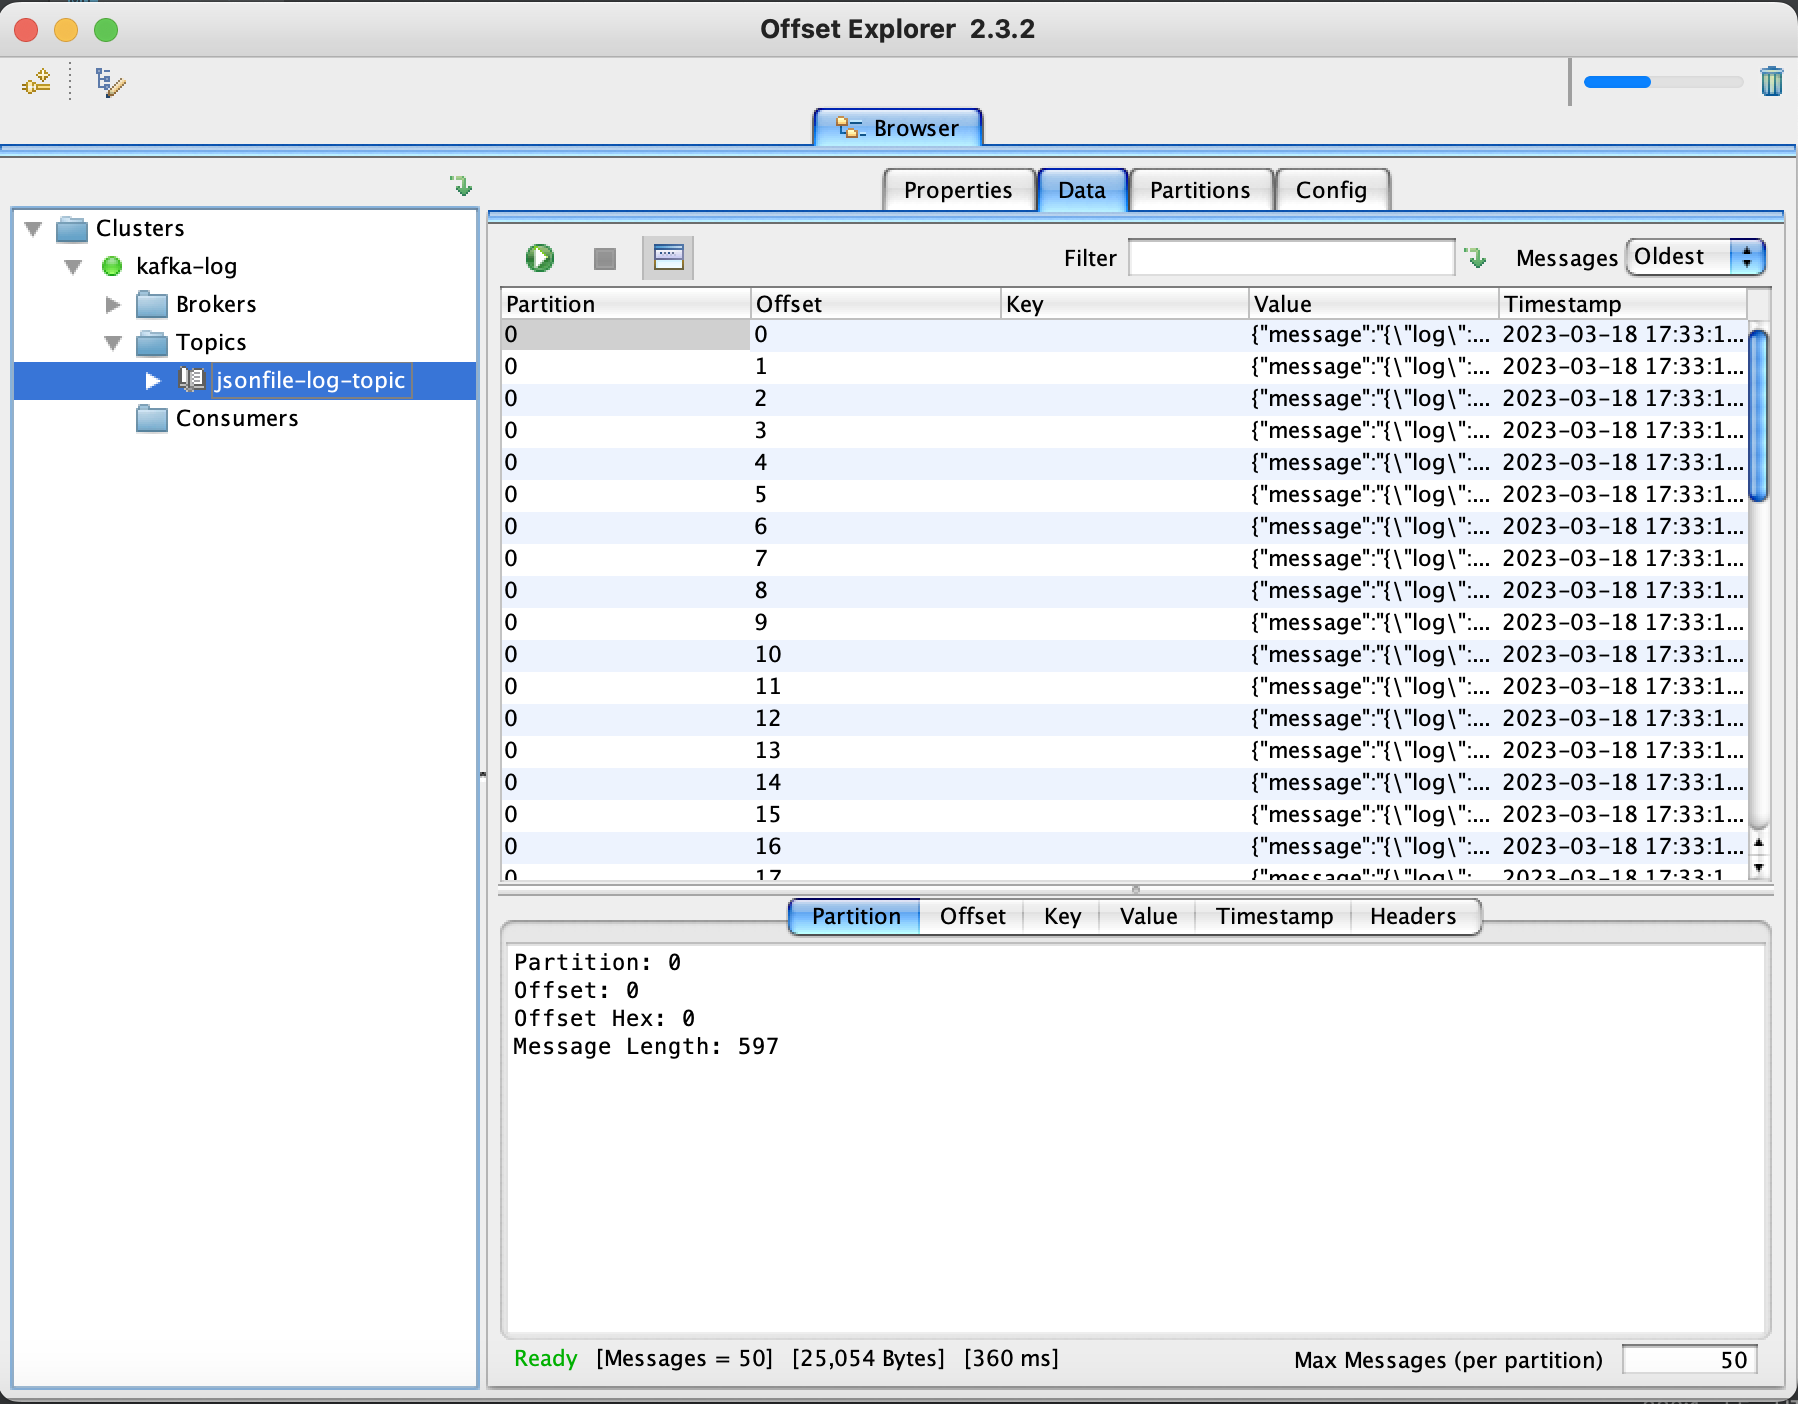 Offset Explorer  2.3.2
Browser
Properties Data Partitions Config
Clusters
kafka-log
Brokers
Topics
jsonfile-log-topic
Consumers
Filter Messages Oldest
Partition Offset Key Value Timestamp
0 0 {"message":"{\"log\":... 2023-03-18 17:33:1...
0 1 {"message":"{\"log\":... 2023-03-18 17:33:1...
0 2 {"message":"{\"log\":... 2023-03-18 17:33:1...
0 3 {"message":"{\"log\":... 2023-03-18 17:33:1...
0 4 {"message":"{\"log\":... 2023-03-18 17:33:1...
0 5 {"message":"{\"log\":... 2023-03-18 17:33:1...
0 6 {"message":"{\"log\":... 2023-03-18 17:33:1...
0 7 {"message":"{\"log\":... 2023-03-18 17:33:1...
0 8 {"message":"{\"log\":... 2023-03-18 17:33:1...
0 9 {"message":"{\"log\":... 2023-03-18 17:33:1...
0 10 {"message":"{\"log\":... 2023-03-18 17:33:1...
0 11 {"message":"{\"log\":... 2023-03-18 17:33:1...
0 12 {"message":"{\"log\":... 2023-03-18 17:33:1...
0 13 {"message":"{\"log\":... 2023-03-18 17:33:1...
0 14 {"message":"{\"log\":... 2023-03-18 17:33:1...
0 15 {"message":"{\"log\":... 2023-03-18 17:33:1...
0 16 {"message":"{\"log\":... 2023-03-18 17:33:1...
0 17 {"message":"{\"log\":... 2023-03-18 17:33:1...
Partition Offset Key Value Timestamp Headers
Partition: 0
Offset: 0
Offset Hex: 0
Message Length: 597
Ready [Messages = 50] [25,054 Bytes] [360 ms] Max Messages (per partition) 50